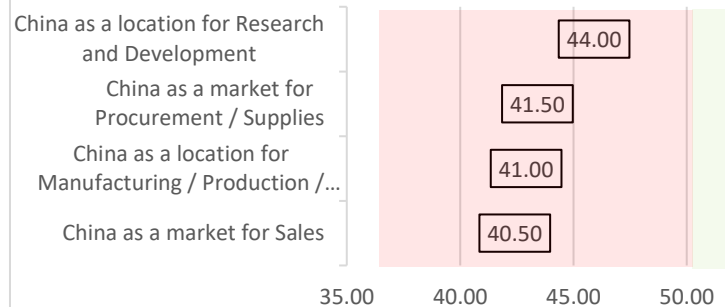 China as a location for Research
and Development
44.00
China as a market for
Procurement / Supplies
41.50
China as a location for
Manufacturing / Production /…
41.00
China as a market for Sales
40.50
35.00 40.00 45.00 50.00